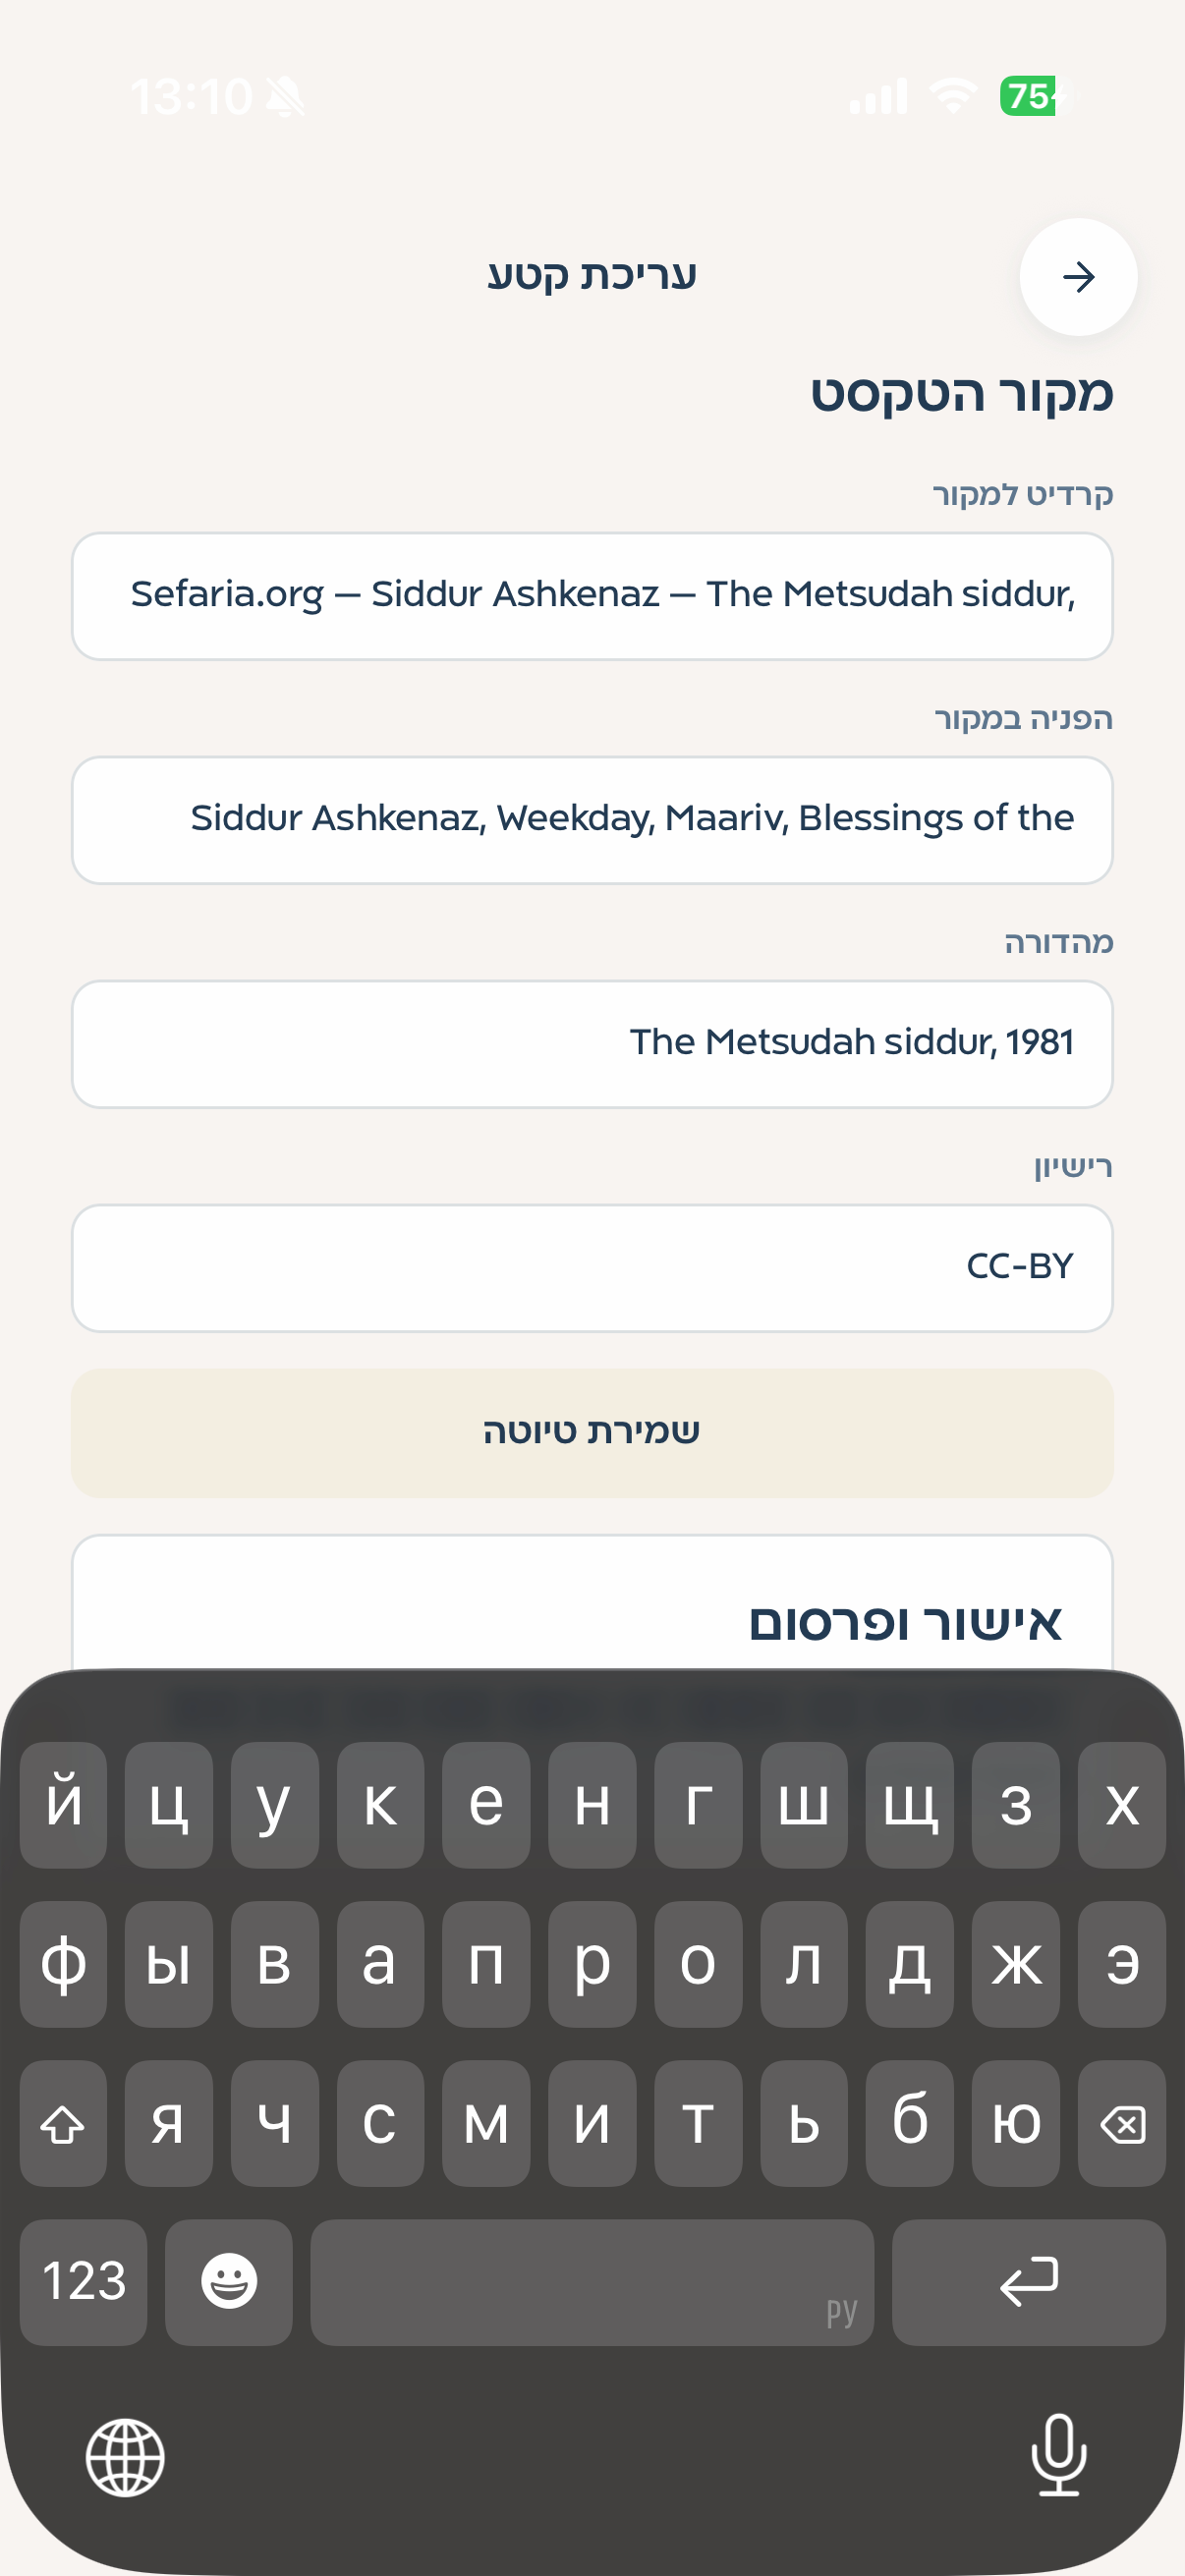 13:10
75
עריכת קטע
מקור הטקסט
קרדיט למקור
Sefaria.org — Siddur Ashkenaz — The Metsudah siddur,
הפניה במקור
Siddur Ashkenaz, Weekday, Maariv, Blessings of the
מהדורה
The Metsudah siddur, 1981
רישיון
CC-BY
שמירת טיוטה
אישור ופרסום
й ц у к е н г ш щ з х
ф ы в а п р о л д ж э
я ч с м и т ь б ю
123
РУ